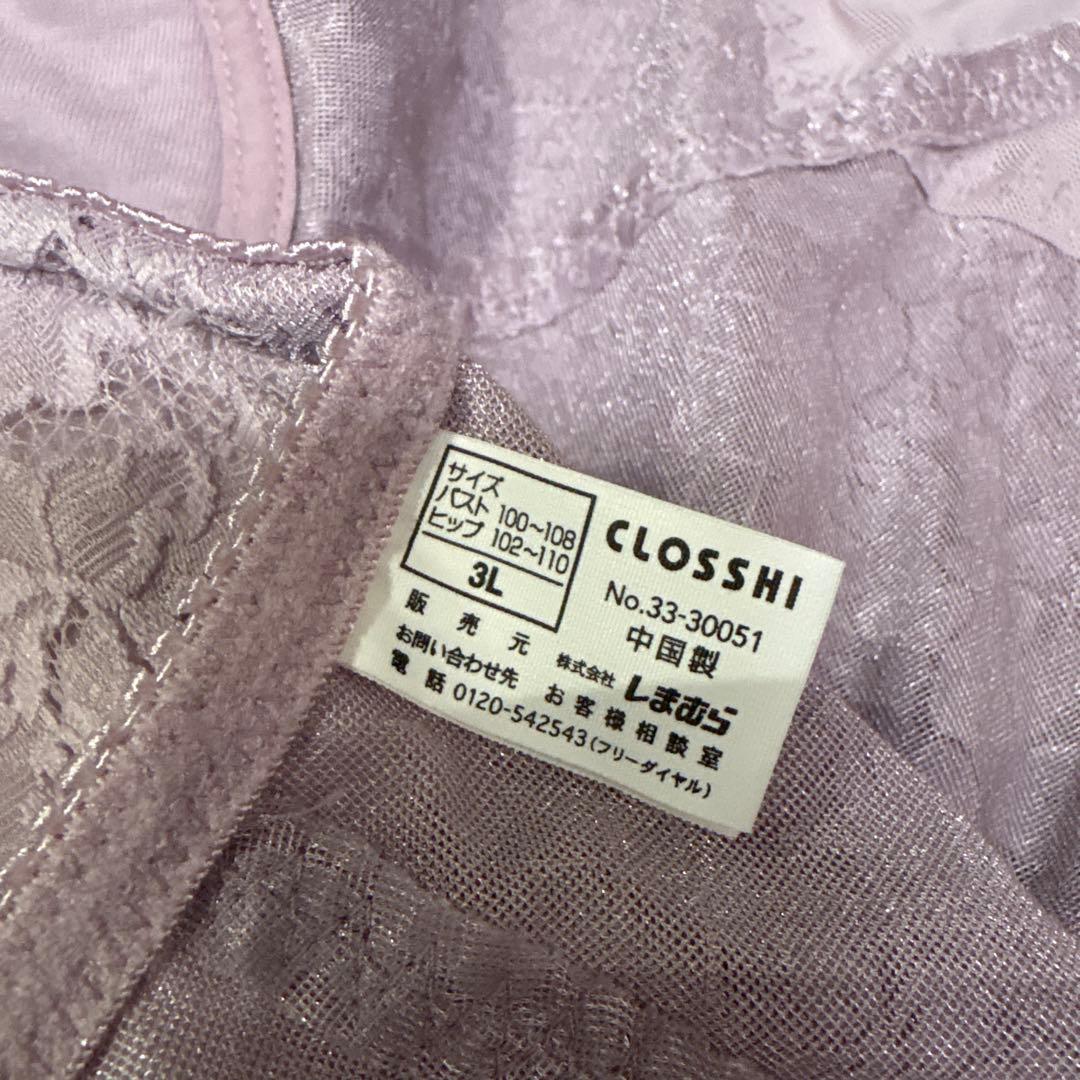 サイズ
バスト 100～108
ヒップ 102～110
3L
CLOSSHI
No.33-30051
中国製
販売元 株式会社 しまむら
お問い合わせ先 お客様相談室
電話 0120-542543(フリーダイヤル)